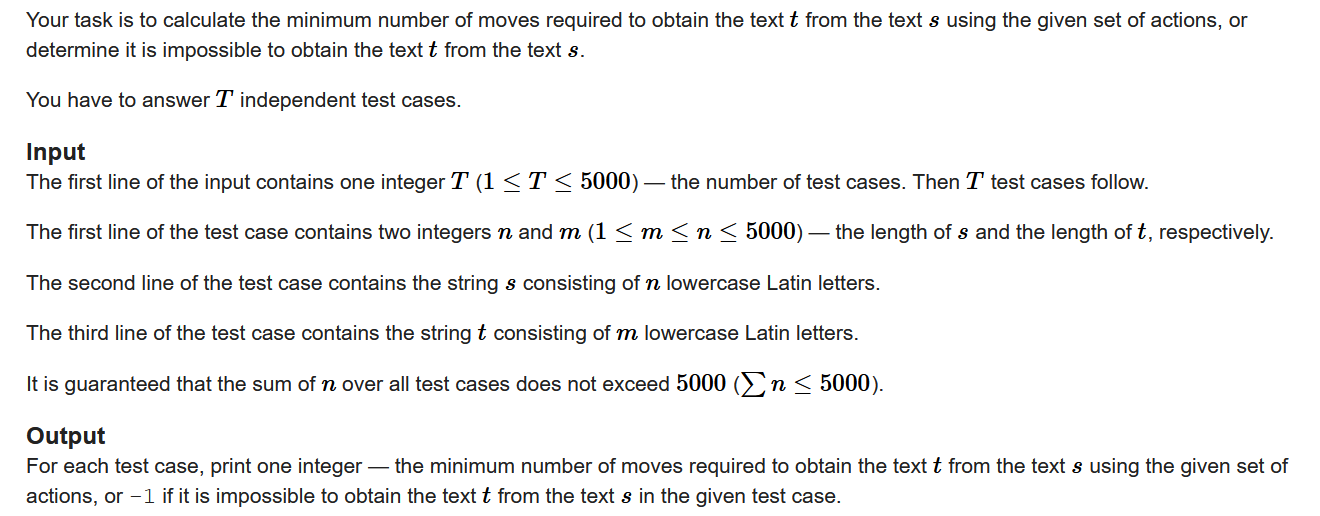 Your task is to calculate the minimum number of moves required to obtain the text t from the text s using the given set of actions, or
determine it is impossible to obtain the text t from the text s.
You have to answer T independent test cases.
Input
The first line of the input contains one integer T (1 ≤ T ≤ 5000) — the number of test cases. Then T test cases follow.
The first line of the test case contains two integers n and m (1 ≤ m ≤ n ≤ 5000) — the length of s and the length of t, respectively.
The second line of the test case contains the string s consisting of n lowercase Latin letters.
The third line of the test case contains the string t consisting of m lowercase Latin letters.
It is guaranteed that the sum of n over all test cases does not exceed 5000 (∑ n ≤ 5000).
Output
For each test case, print one integer — the minimum number of moves required to obtain the text t from the text s using the given set of
actions, or −1 if it is impossible to obtain the text t from the text s in the given test case.